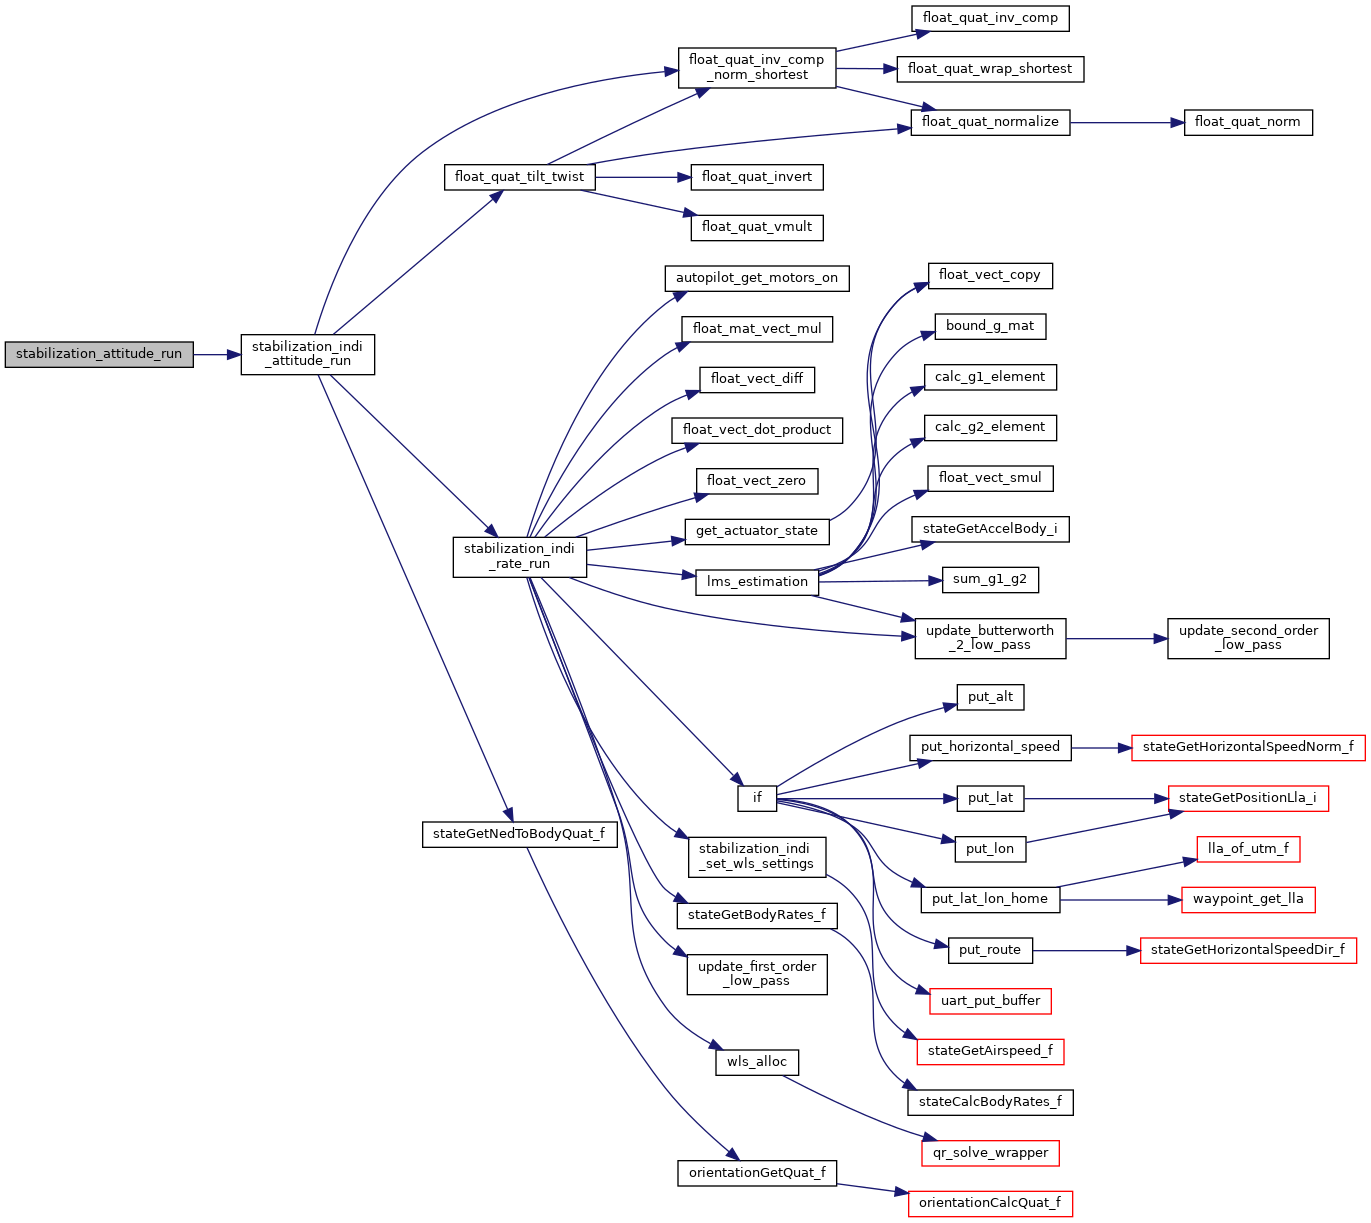 stabilization_attitude_run
stabilization_indi
_attitude_run
float_quat_inv_comp
_norm_shortest
float_quat_tilt_twist
stabilization_indi
_rate_run
stateGetNedToBodyQuat_f
float_quat_inv_comp
float_quat_wrap_shortest
float_quat_normalize
float_quat_norm
float_quat_invert
float_quat_vmult
autopilot_get_motors_on
float_mat_vect_mul
float_vect_diff
float_vect_dot_product
float_vect_zero
get_actuator_state
lms_estimation
float_vect_copy
bound_g_mat
calc_g1_element
calc_g2_element
float_vect_smul
stateGetAccelBody_i
sum_g1_g2
update_butterworth
_2_low_pass
update_second_order
_low_pass
if
put_alt
put_horizontal_speed
stateGetHorizontalSpeedNorm_f
put_lat
stateGetPositionLla_i
put_lon
put_lat_lon_home
lla_of_utm_f
waypoint_get_lla
put_route
stateGetHorizontalSpeedDir_f
uart_put_buffer
stabilization_indi
_set_wls_settings
stateGetAirspeed_f
stateGetBodyRates_f
stateCalcBodyRates_f
update_first_order
_low_pass
wls_alloc
qr_solve_wrapper
orientationGetQuat_f
orientationCalcQuat_f